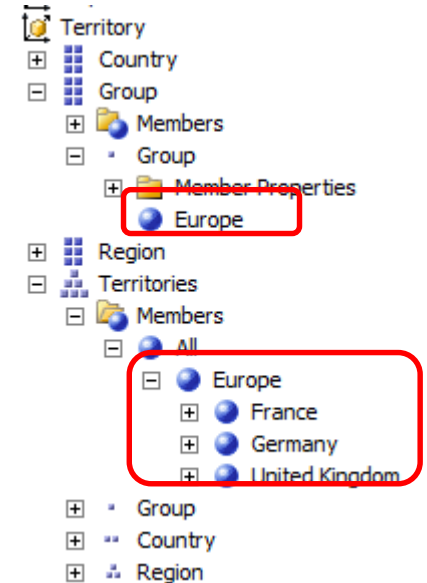 Territory
Country
Group
Members
Group
Member Properties
Europe
Region
Territories
Members
All
Europe
France
Germany
United Kingdom
Group
Country
Region